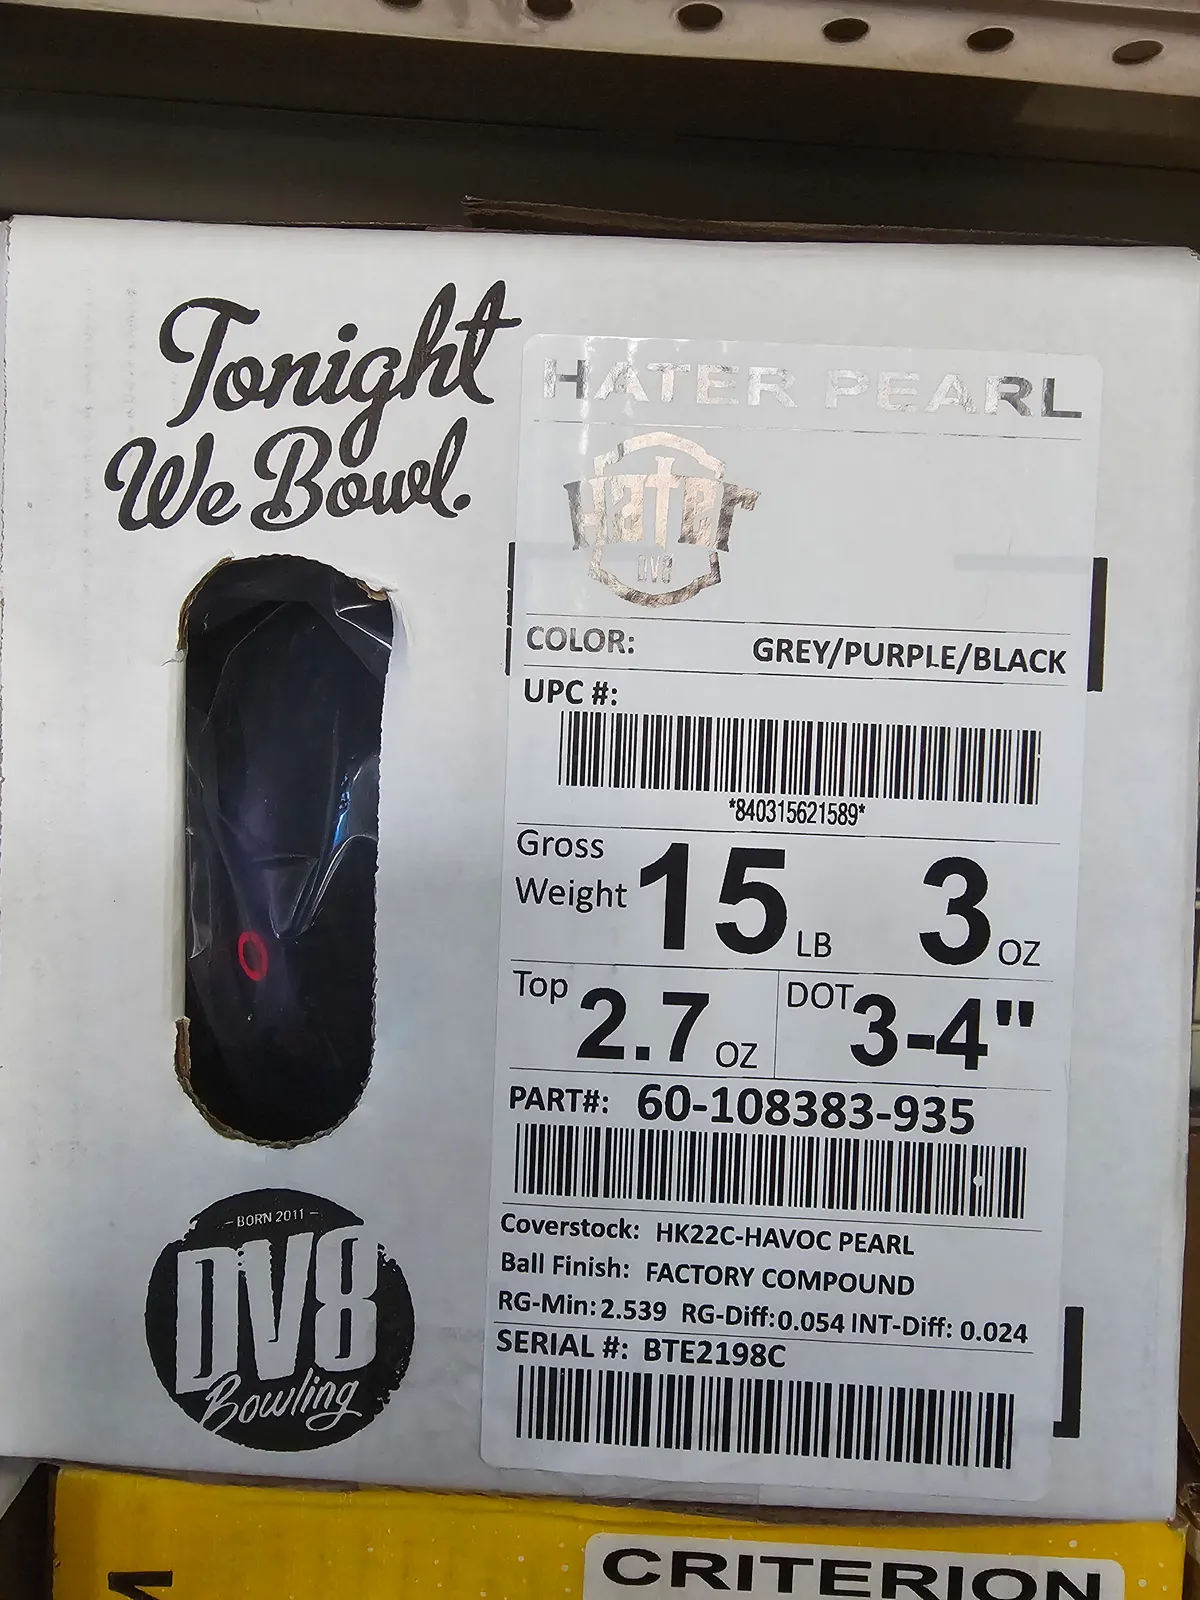 Tonight
We Bowl.
HATER PEARL
Hater
DV8
COLOR: GREY/PURPLE/BLACK
UPC #:
*840315621589*
Gross
Weight 15 LB 3 OZ
Top 2.7 OZ DOT 3-4"
PART#: 60-108383-935
Coverstock: HK22C-HAVOC PEARL
Ball Finish: FACTORY COMPOUND
RG-Min: 2.539 RG-Diff: 0.054 INT-Diff: 0.024
SERIAL #: BTE2198C
– BORN 2011 –
DV8
Bowling
CRITERION